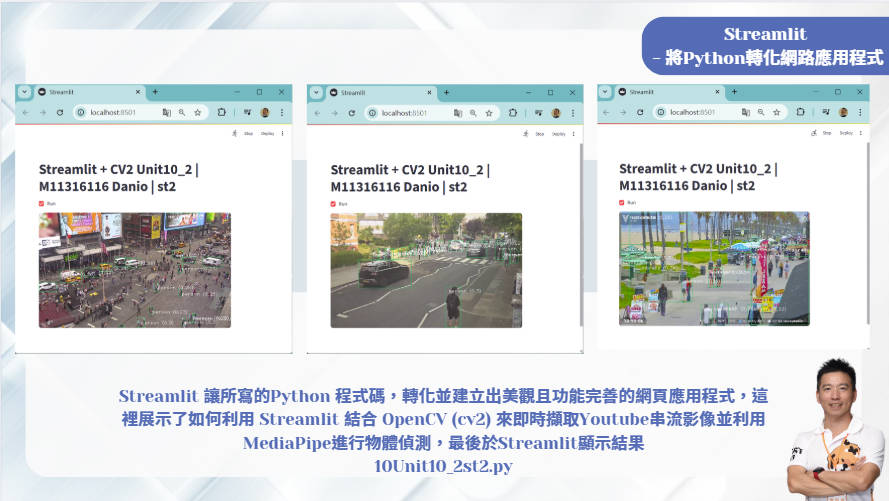 Streamlit
- 將Python轉化網路應用程式
Streamlit
localhost:8501
Stop Deploy
Streamlit + CV2 Unit10_2 |
M11316116 Danio | st2
Run
Streamlit
localhost:8501
Stop Deploy
Streamlit + CV2 Unit10_2 |
M11316116 Danio | st2
Run
Streamlit
localhost:8501
Stop Deploy
Streamlit + CV2 Unit10_2 |
M11316116 Danio | st2
Run
Streamlit 讓所寫的Python 程式碼，轉化並建立出美觀且功能完善的網頁應用程式，這
裡展示了如何利用 Streamlit 結合 OpenCV (cv2) 來即時擷取Youtube串流影像並利用
MediaPipe進行物體偵測，最後於Streamlit顯示結果
10Unit10_2st2.py